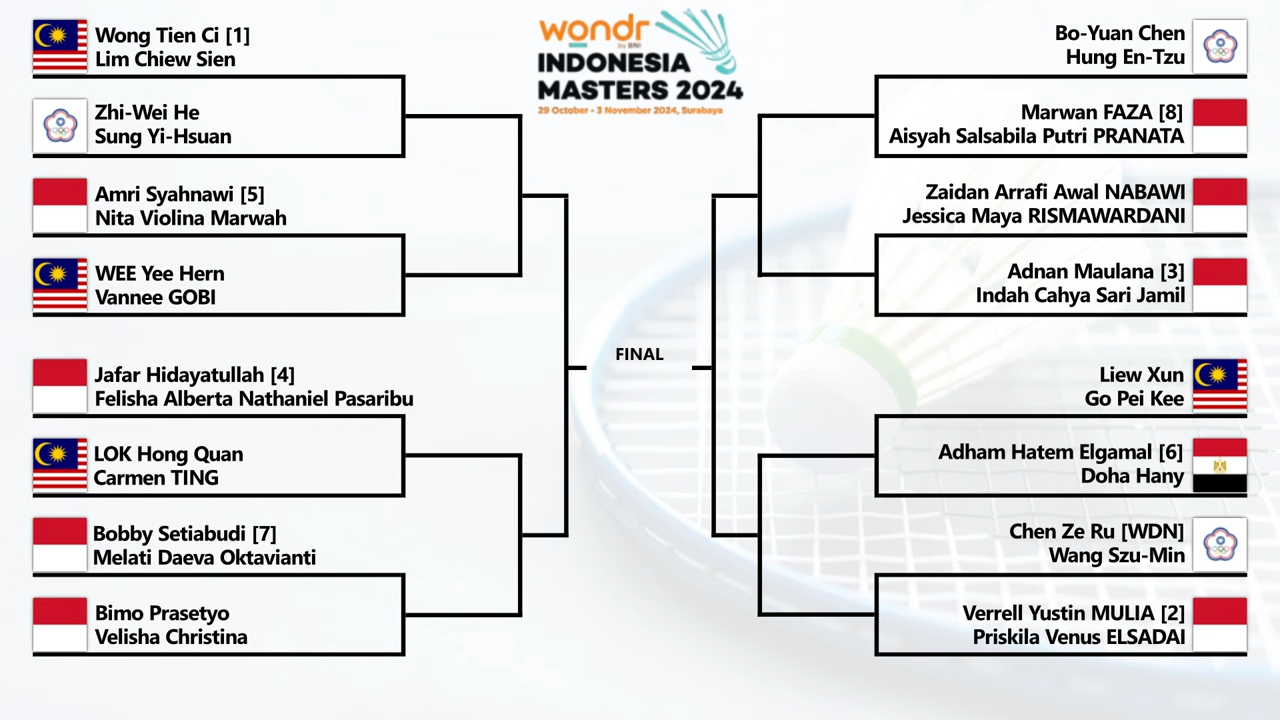 wondr
by BNI
INDONESIA
MASTERS 2024
29 October - 3 November 2024, Surabaya
Wong Tien Ci [1]
Lim Chiew Sien
Zhi-Wei He
Sung Yi-Hsuan
Amri Syahnawi [5]
Nita Violina Marwah
WEE Yee Hern
Vannee GOBI
Jafar Hidayatullah [4]
Felisha Alberta Nathaniel Pasaribu
LOK Hong Quan
Carmen TING
Bobby Setiabudi [7]
Melati Daeva Oktavianti
Bimo Prasetyo
Velisha Christina
FINAL
Bo-Yuan Chen
Hung En-Tzu
Marwan FAZA [8]
Aisyah Salsabila Putri PRANATA
Zaidan Arrafi Awal NABAWI
Jessica Maya RISMAWARDANI
Adnan Maulana [3]
Indah Cahya Sari Jamil
Liew Xun
Go Pei Kee
Adham Hatem Elgamal [6]
Doha Hany
Chen Ze Ru [WDN]
Wang Szu-Min
Verrell Yustin MULIA [2]
Priskila Venus ELSADAI